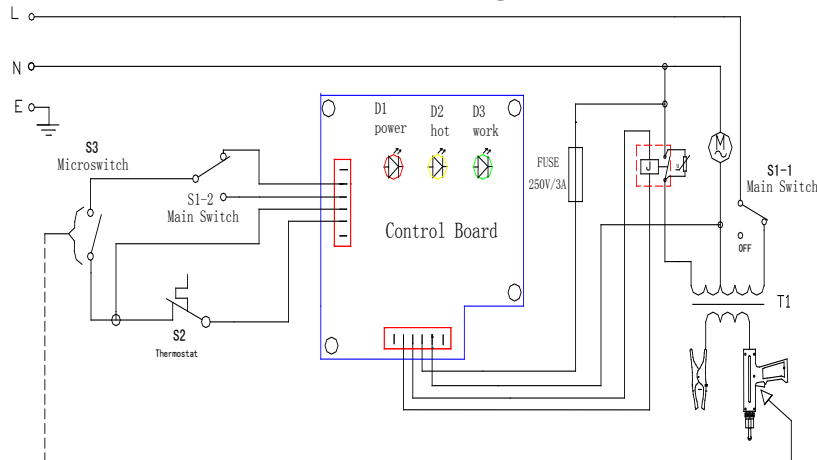 L
N
E
D1
power
D2
hot
D3
work
S3
Microswitch
FUSE
250V/3A
J
M
S1-1
Main Switch
S1-2
Main Switch
Control Board
OFF
T1
S2
Thermostat